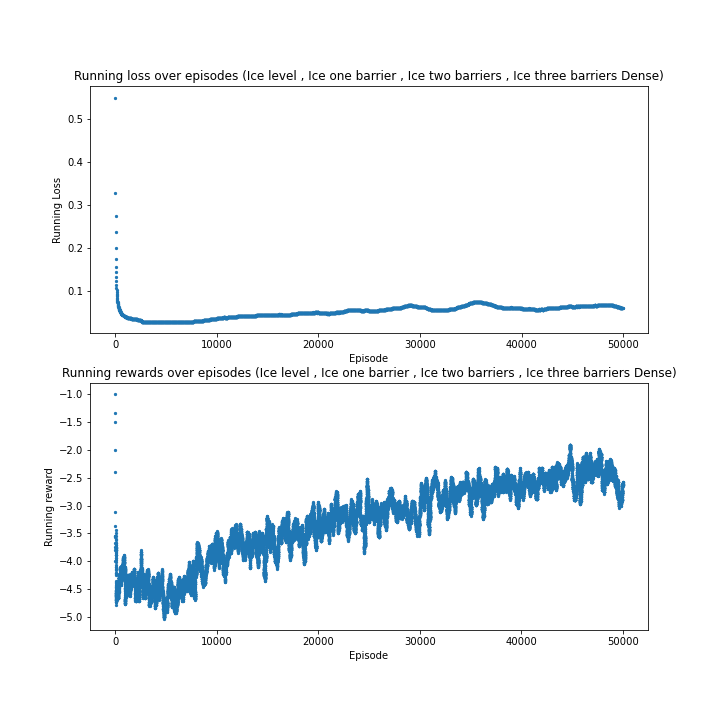 Running loss over episodes (Ice level , Ice one barrier , Ice two barriers , Ice three barriers Dense)
0.5
0.4
0.3
0.2
0.1
Running Loss
0 10000 20000 30000 40000 50000
Episode
Running rewards over episodes (Ice level , Ice one barrier , Ice two barriers , Ice three barriers Dense)
−1.0
−1.5
−2.0
−2.5
−3.0
−3.5
−4.0
−4.5
−5.0
Running reward
0 10000 20000 30000 40000 50000
Episode